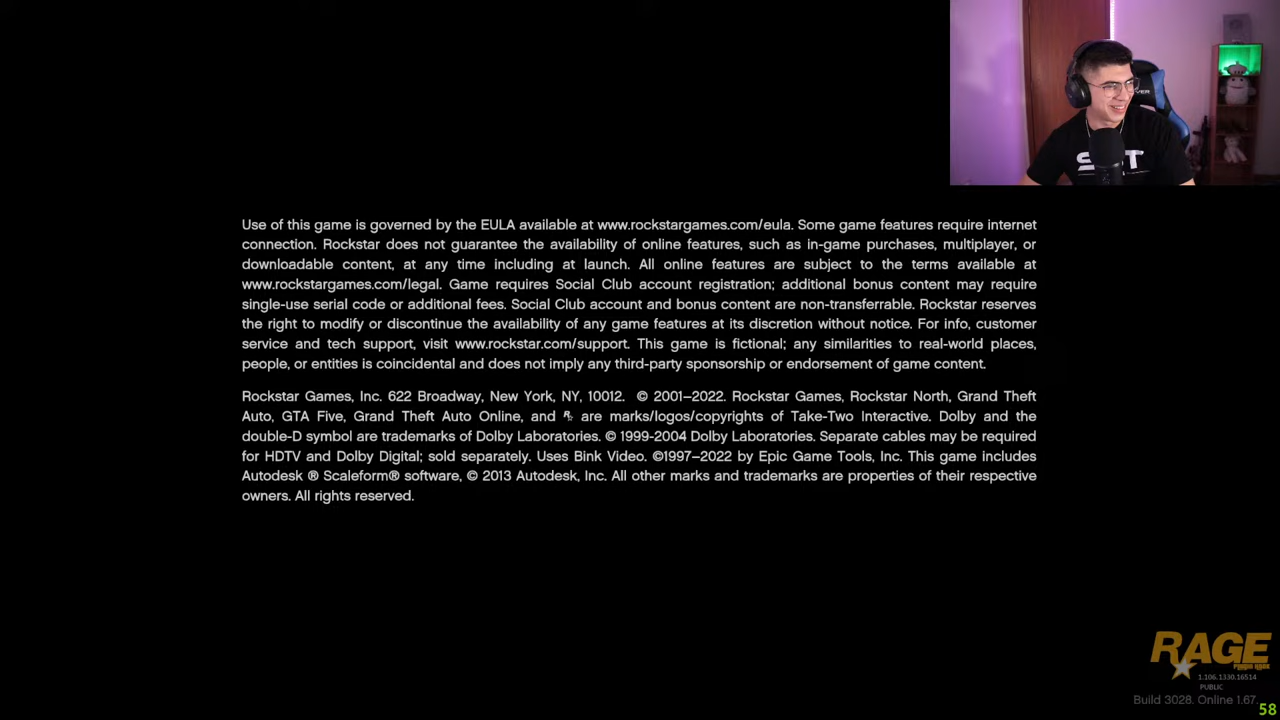 Use of this game is governed by the EULA available at www.rockstargames.com/eula. Some game features require internet
connection. Rockstar does not guarantee the availability of online features, such as in-game purchases, multiplayer, or
downloadable content, at any time including at launch. All online features are subject to the terms available at
www.rockstargames.com/legal. Game requires Social Club account registration; additional bonus content may require
single-use serial code or additional fees. Social Club account and bonus content are non-transferrable. Rockstar reserves
the right to modify or discontinue the availability of any game features at its discretion without notice. For info, customer
service and tech support, visit www.rockstar.com/support. This game is fictional; any similarities to real-world places,
people, or entities is coincidental and does not imply any third-party sponsorship or endorsement of game content.
Rockstar Games, Inc. 622 Broadway, New York, NY, 10012. © 2001–2022. Rockstar Games, Rockstar North, Grand Theft
Auto, GTA Five, Grand Theft Auto Online, and R are marks/logos/copyrights of Take-Two Interactive. Dolby and the
double-D symbol are trademarks of Dolby Laboratories. © 1999-2004 Dolby Laboratories. Separate cables may be required
for HDTV and Dolby Digital; sold separately. Uses Bink Video. ©1997–2022 by Epic Game Tools, Inc. This game includes
Autodesk ® Scaleform® software, © 2013 Autodesk, Inc. All other marks and trademarks are properties of their respective
owners. All rights reserved.
RAGE
PLUGIN HOOK
1.106.1330.16514
PUBLIC
Build 3028. Online 1.67.
58